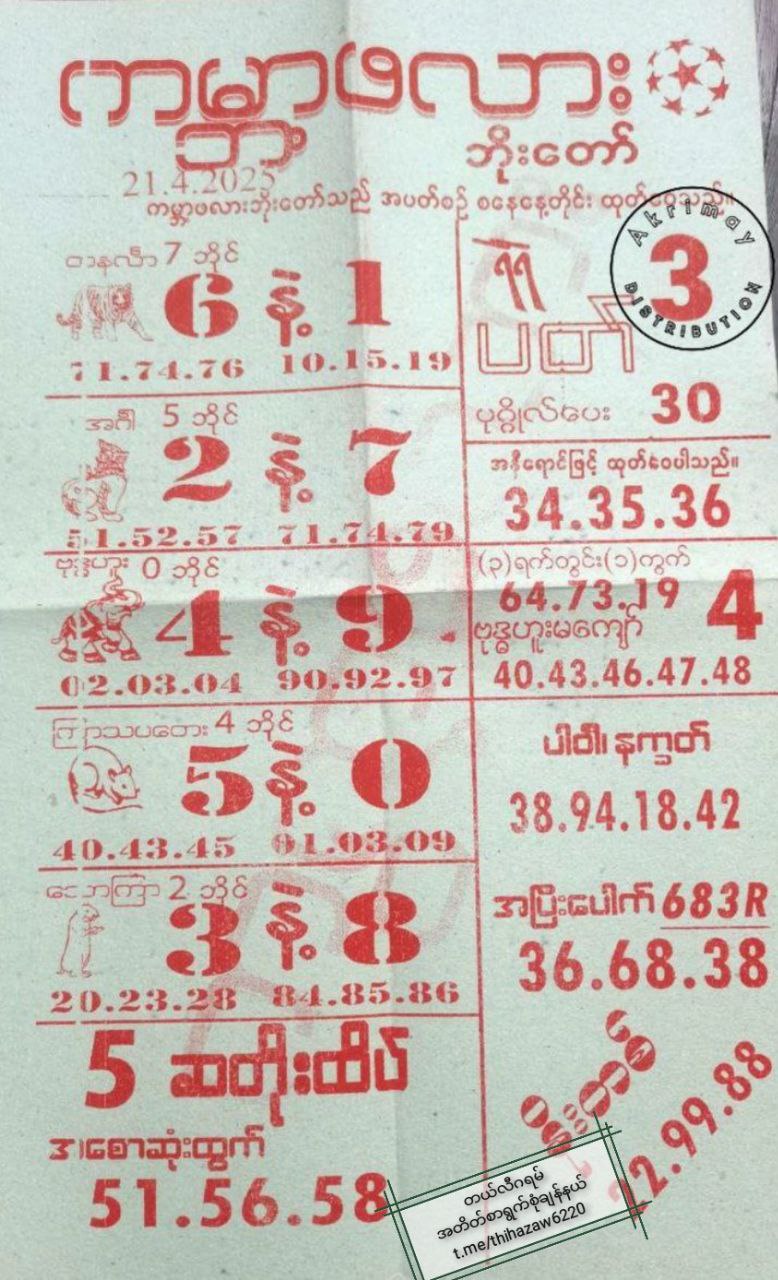 ကမ္ဘာ့ဖလား
ဘား
ဘိုးတော်
21.4.2025
ကမ္ဘာ့ဖလားဘိုးတော်သည် အပတ်စဉ် စနေနေ့တိုင်း ထုတ်ဝေသည်။
တနင်္လာ 7 ဘိုင်
6 နဲ့ 1
71.74.76 10.15.19
အင်္ဂါ 5 ဘိုင်
2 နဲ့ 7
51.52.57 71.74.79
ဗုဒ္ဓဟူး 0 ဘိုင်
4 နဲ့ 9
02.03.04 90.92.97
ကြာသပတေး 4 ဘိုင်
5 နဲ့ 0
40.43.45 01.03.09
သောကြာ 2 ဘိုင်
3 နဲ့ 8
20.23.28 84.85.86
5 ဆတိုးထိပ်
အစောဆုံးထွက်
51.56.58
ပတ်
Akrimay
3
DISTRIBUTION
ပုဂ္ဂိုလ်ပေး 30
အနီရောင်ဖြင့် ထုတ်ဝေပါသည်။
34.35.36
(၃)ရက်တွင်း(၁)ကွက်
64.73.19
4
ဗုဒ္ဓဟူးမကျော်
40.43.46.47.48
ပါဝါ၊ နက္ခတ်
38.94.18.42
အပြီးပေါက် 683R
36.68.38
22.99.88
တယ်လီဂရမ်
အတိတ်စာရွက်စုံချန်နယ်
t.me/thihazaw6220